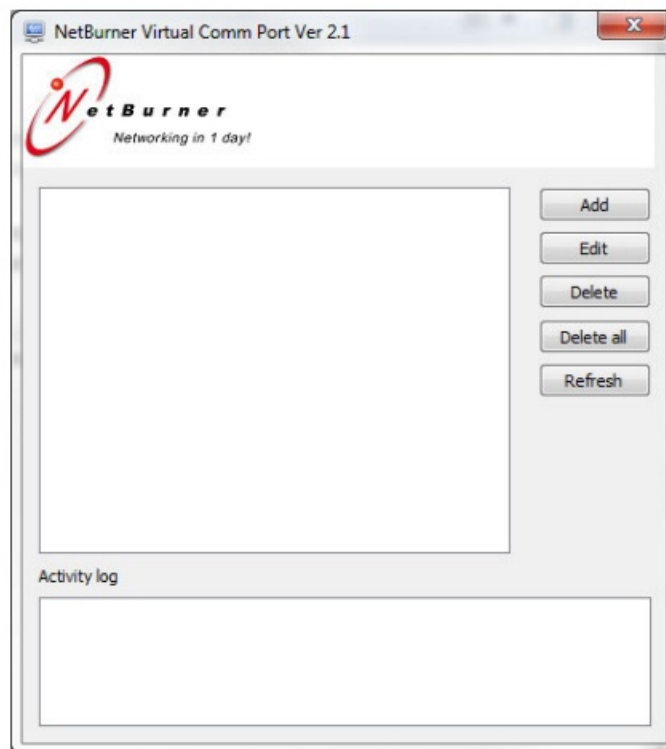 NetBurner Virtual Comm Port Ver 2.1
NetBurner
Networking in 1 day!
Add
Edit
Delete
Delete all
Refresh
Activity log